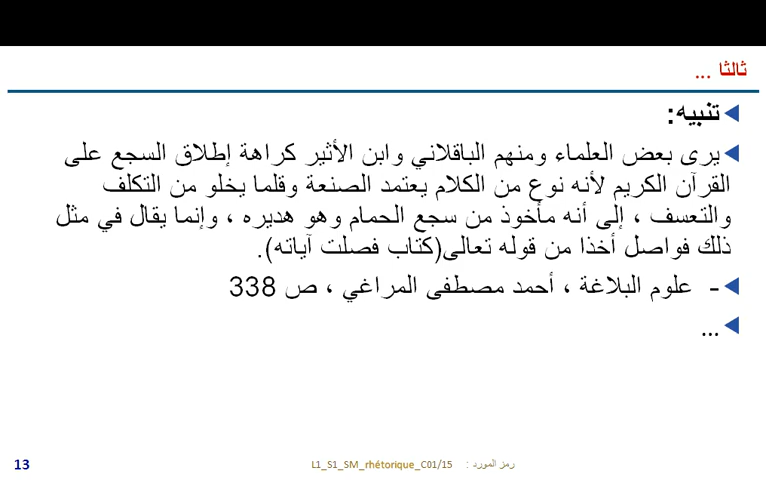 ثالثا ...
تنبيه:
يرى بعض العلماء ومنهم الباقلاني وابن الأثير كراهة إطلاق السجع على
القرآن الكريم لأنه نوع من الكلام يعتمد الصنعة وقلما يخلو من التكلف
والتعسف ، إلى أنه مأخوذ من سجع الحمام وهو هديره ، وإنما يقال في مثل
ذلك فواصل أخذا من قوله تعالى(كتاب فصلت آياته).
- علوم البلاغة ، أحمد مصطفى المراغي ، ص 338
...
رمز المورد : L1_S1_SM_rhétorique_C01/15
13